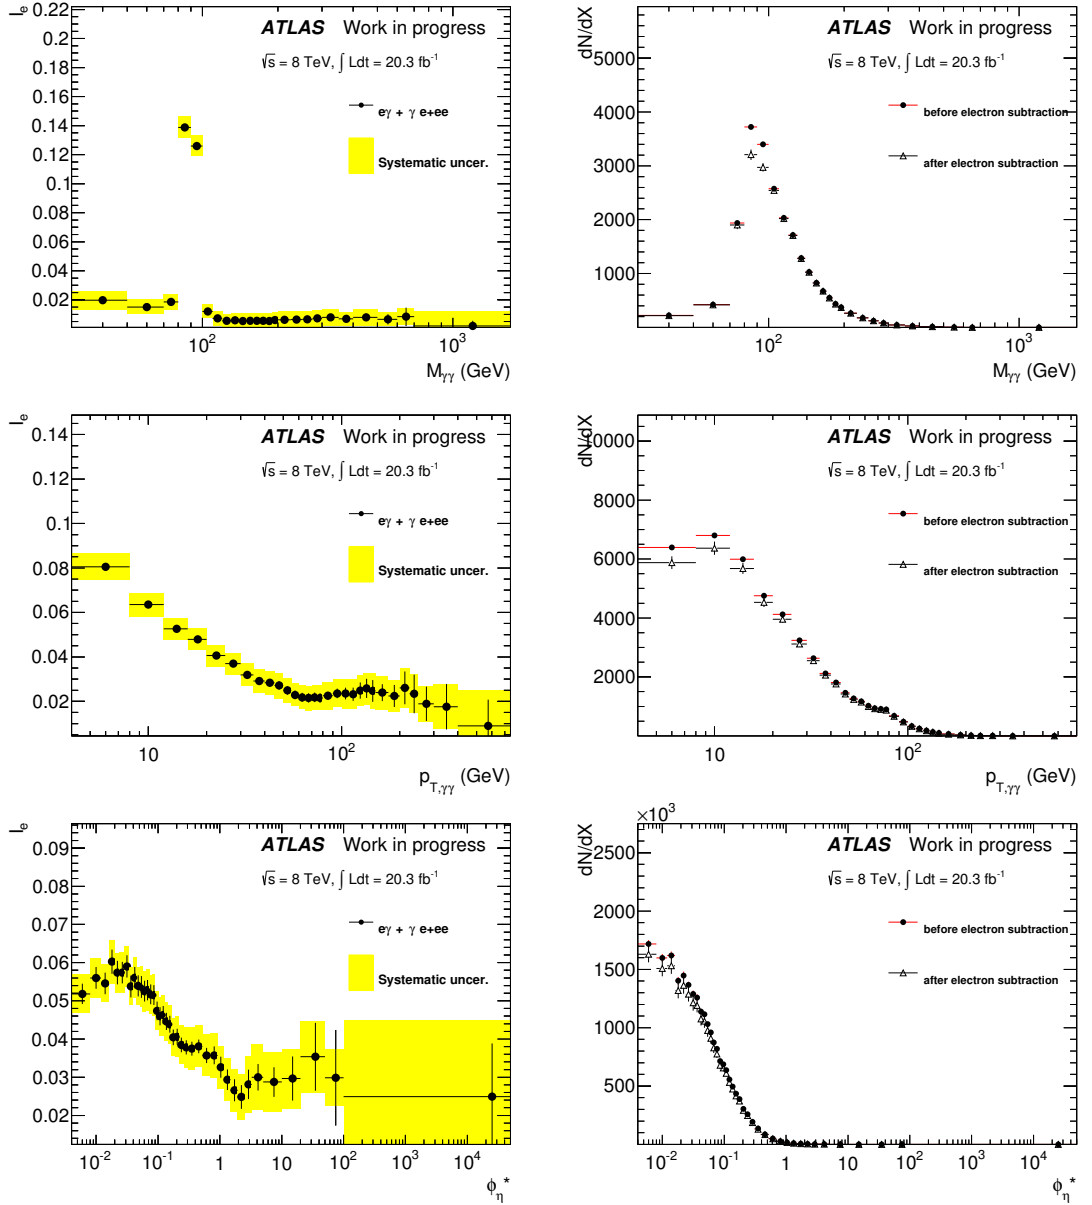 I_e
0.22
0.2
0.18
0.16
0.14
0.12
0.1
0.08
0.06
0.04
0.02
ATLAS Work in progress
√s = 8 TeV, ∫ Ldt = 20.3 fb⁻¹
eγ + γ e+ee
Systematic uncer.
10² 10³
M_γγ (GeV)
dN/dX
5000
4000
3000
2000
1000
ATLAS Work in progress
√s = 8 TeV, ∫ Ldt = 20.3 fb⁻¹
before electron subtraction
after electron subtraction
10² 10³
M_γγ (GeV)
I_e
0.14
0.12
0.1
0.08
0.06
0.04
0.02
ATLAS Work in progress
√s = 8 TeV, ∫ Ldt = 20.3 fb⁻¹
eγ + γ e+ee
Systematic uncer.
10 10²
p_T,γγ (GeV)
dN/dX
0000
8000
6000
4000
2000
ATLAS Work in progress
√s = 8 TeV, ∫ Ldt = 20.3 fb⁻¹
before electron subtraction
after electron subtraction
10 10²
p_T,γγ (GeV)
I_e
0.09
0.08
0.07
0.06
0.05
0.04
0.03
0.02
ATLAS Work in progress
√s = 8 TeV, ∫ Ldt = 20.3 fb⁻¹
eγ + γ e+ee
Systematic uncer.
10⁻² 10⁻¹ 1 10 10² 10³ 10⁴
ϕ_η*
×10³
dN/dX
2500
2000
1500
1000
500
ATLAS Work in progress
√s = 8 TeV, ∫ Ldt = 20.3 fb⁻¹
before electron subtraction
after electron subtraction
10⁻² 10⁻¹ 1 10 10² 10³ 10⁴
ϕ_η*